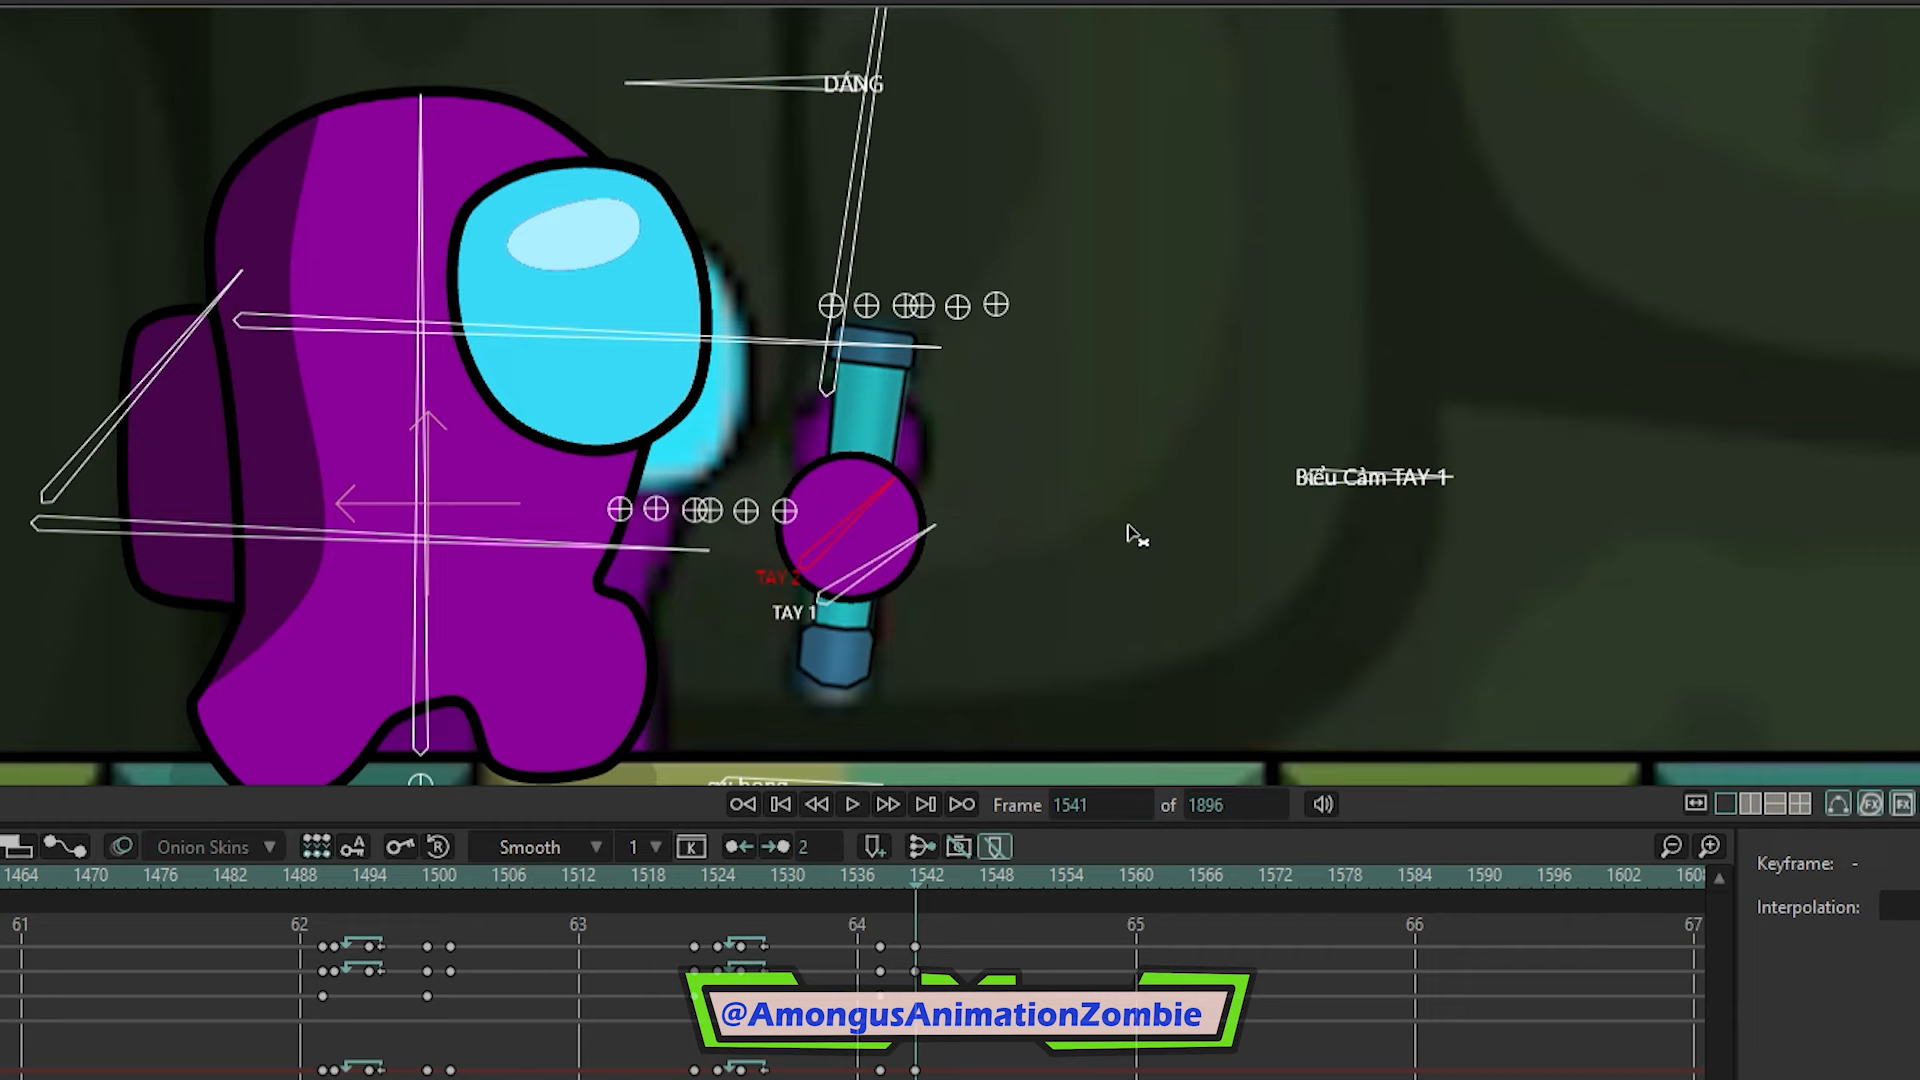 DÁNG
Biểu Cảm TAY 1
TAY 2
TAY 1
Frame 1541 of 1896
Onion Skins
Smooth 1 K 2
Keyframe: -
1464 1470 1476 1482 1488 1494 1500 1506 1512 1518 1524 1530 1536 1542 1548 1554 1560 1566 1572 1578 1584 1590 1596 1602 1608
Interpolation:
61 62 63 64 65 66 67
@AmongusAnimationZombie